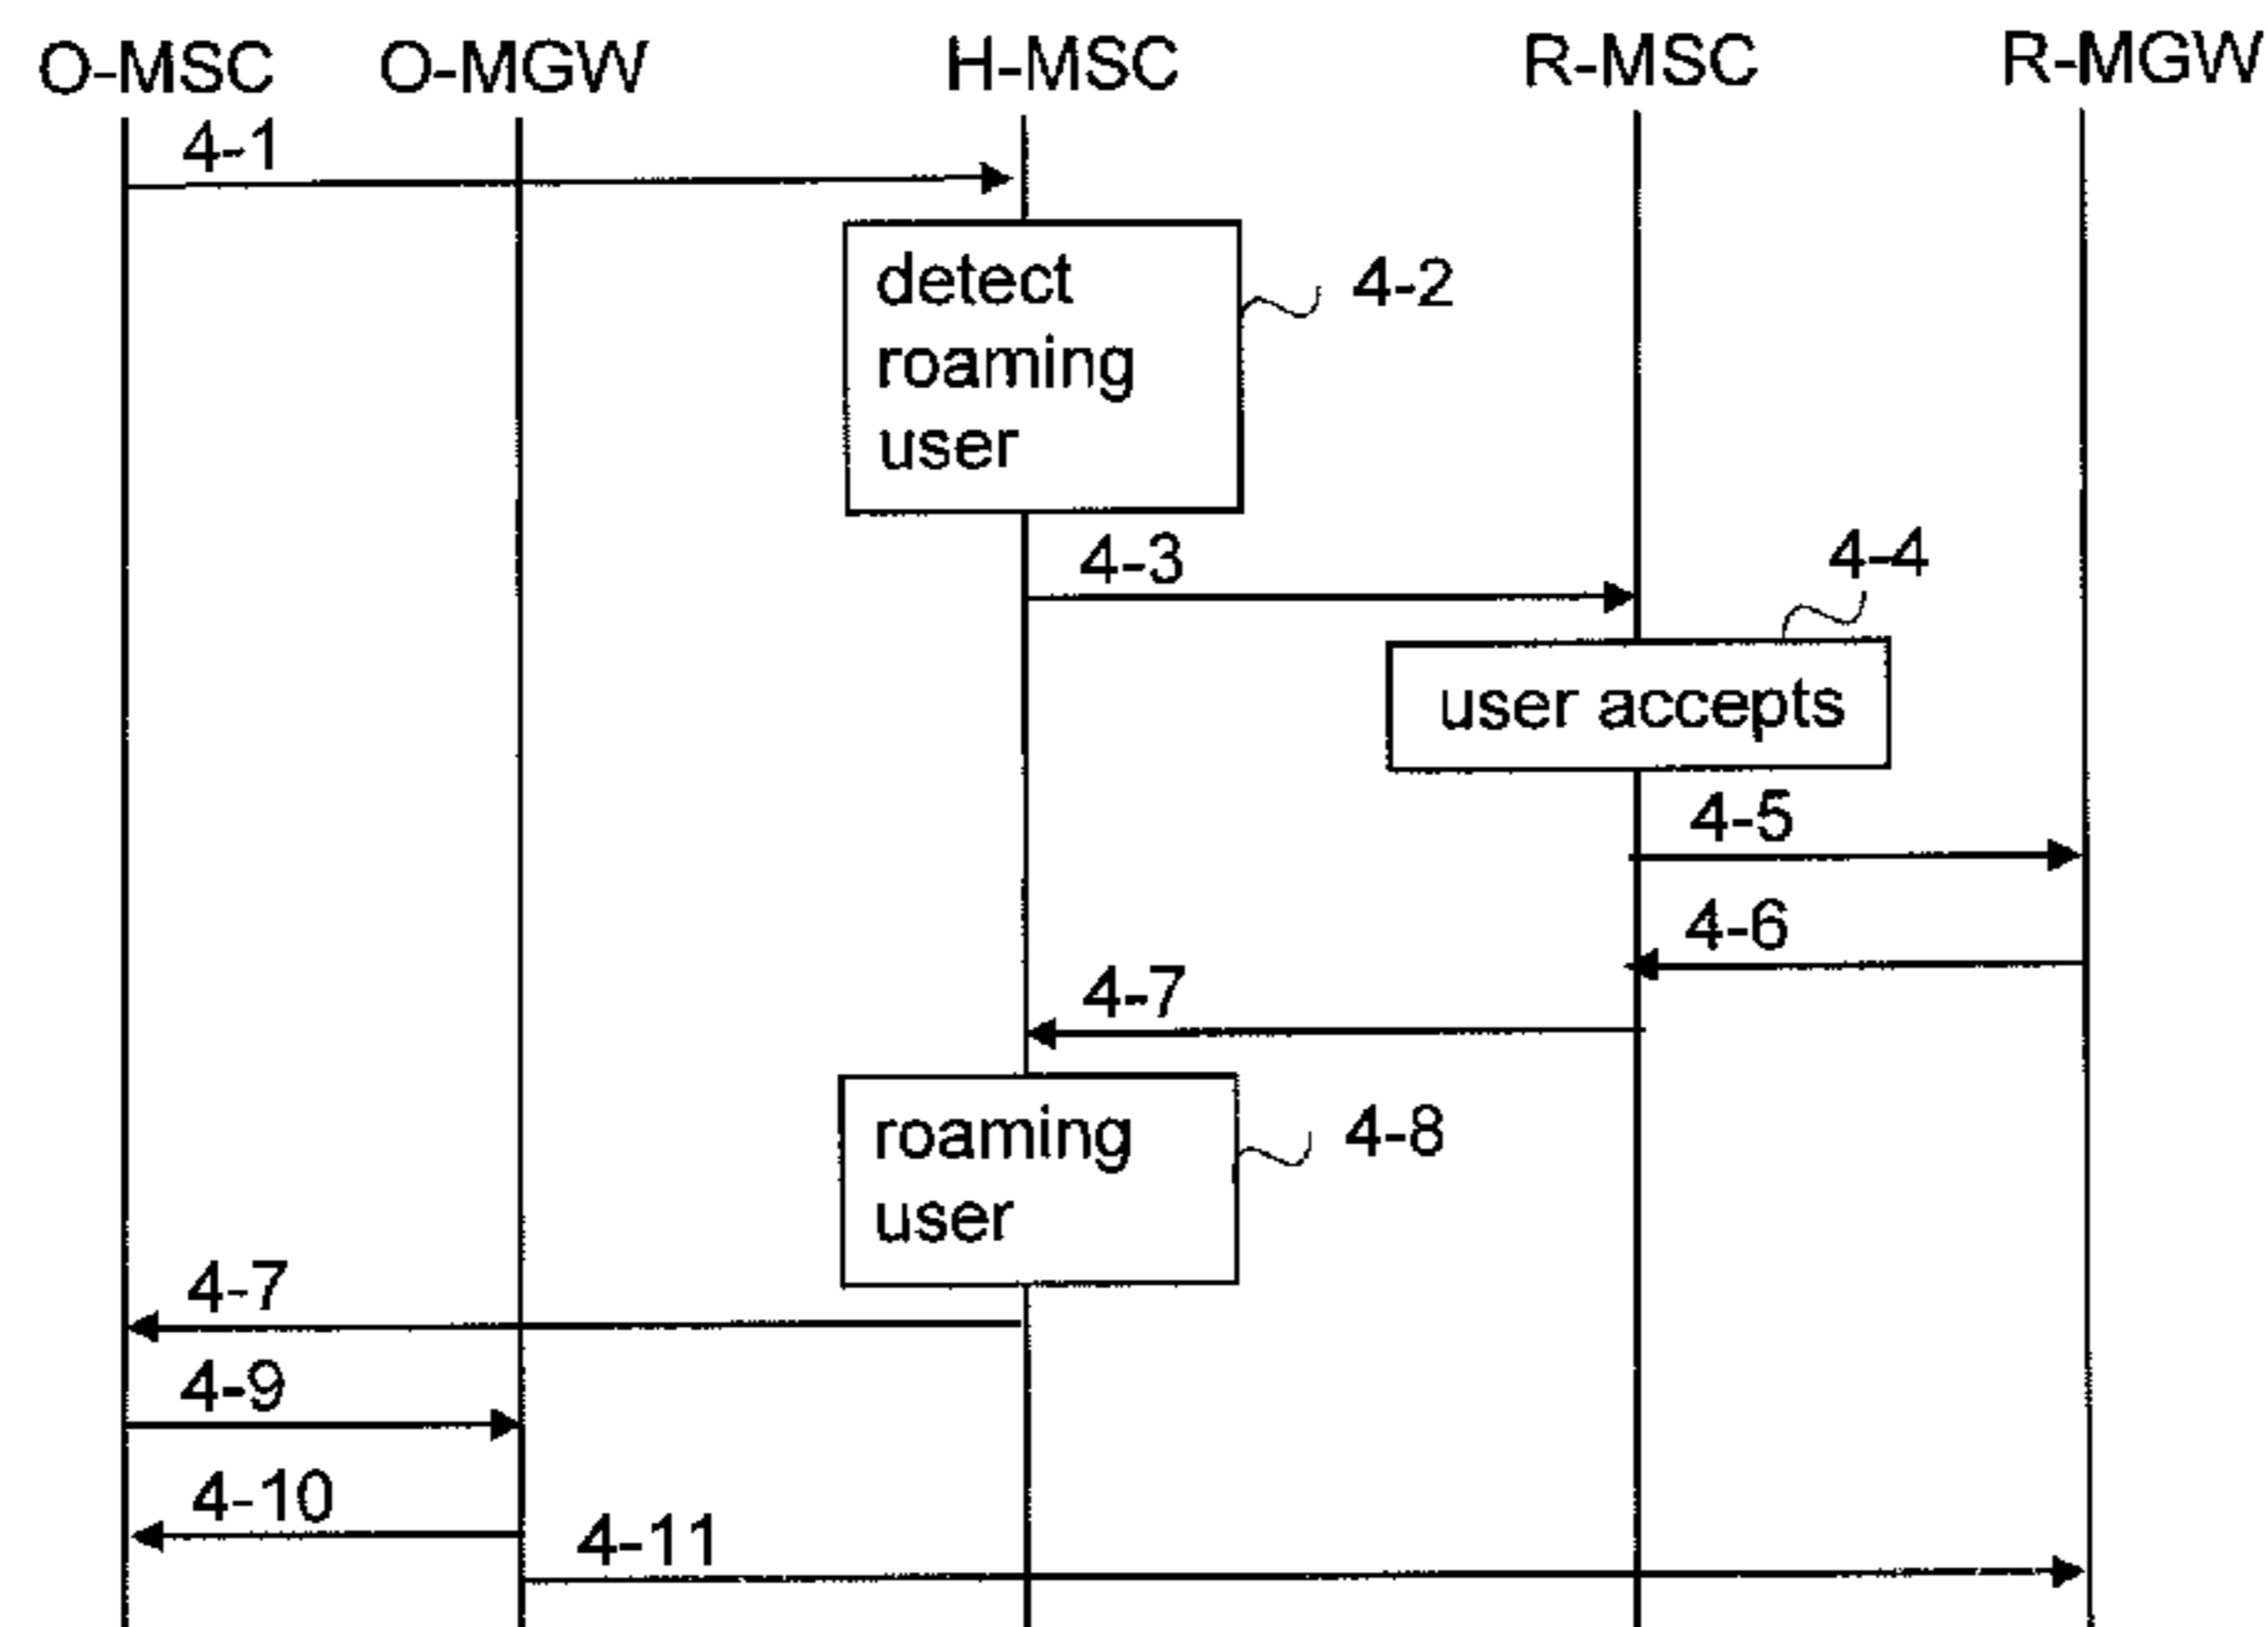 O-MSC O-MGW H-MSC R-MSC R-MGW
4-1
detect
roaming
user
4-2
4-3
4-4
user accepts
4-5
4-6
4-7
roaming
user
4-8
4-7
4-9
4-10
4-11